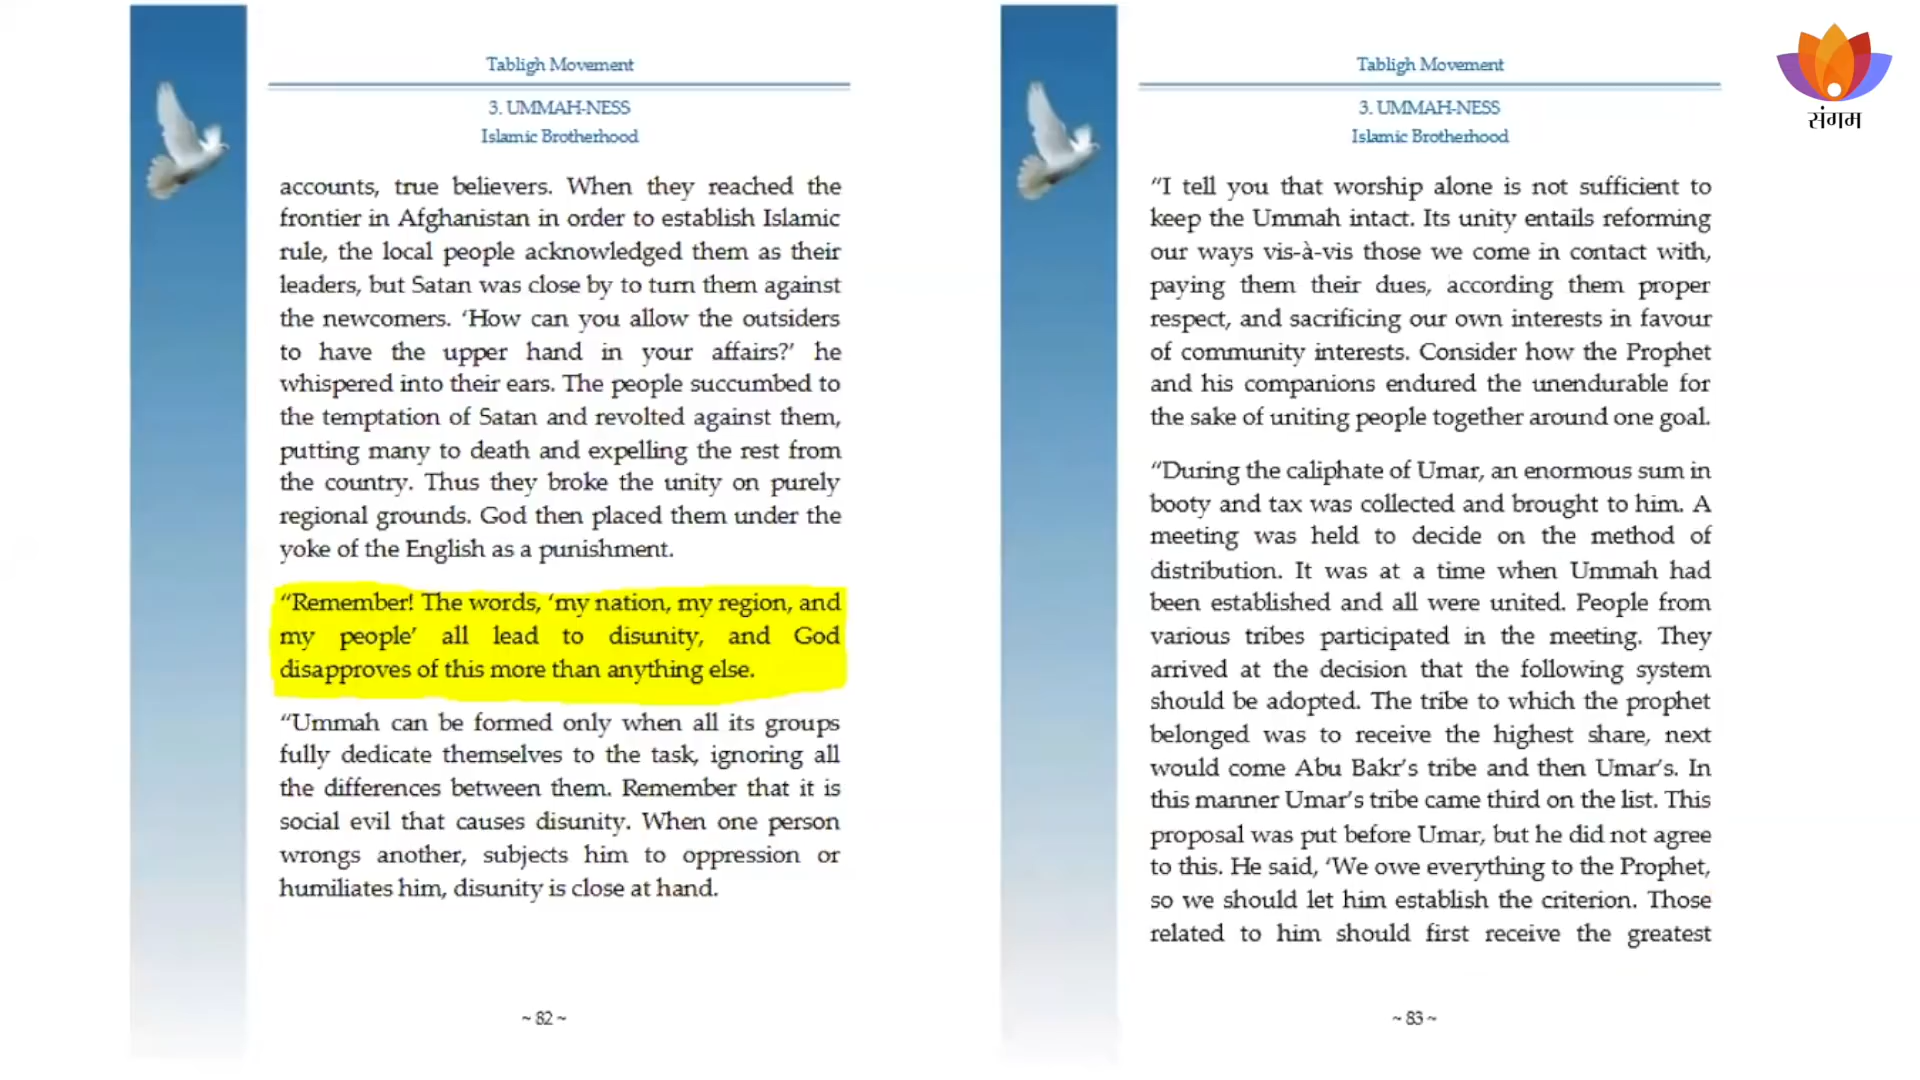 Tabligh Movement
3. UMMAH-NESS
Islamic Brotherhood
accounts, true believers. When they reached the
frontier in Afghanistan in order to establish Islamic
rule, the local people acknowledged them as their
leaders, but Satan was close by to turn them against
the newcomers. ‘How can you allow the outsiders
to have the upper hand in your affairs?’ he
whispered into their ears. The people succumbed to
the temptation of Satan and revolted against them,
putting many to death and expelling the rest from
the country. Thus they broke the unity on purely
regional grounds. God then placed them under the
yoke of the English as a punishment.
“Remember! The words, ‘my nation, my region, and
my people’ all lead to disunity, and God
disapproves of this more than anything else.
“Ummah can be formed only when all its groups
fully dedicate themselves to the task, ignoring all
the differences between them. Remember that it is
social evil that causes disunity. When one person
wrongs another, subjects him to oppression or
humiliates him, disunity is close at hand.
~ 82 ~
Tabligh Movement
3. UMMAH-NESS
Islamic Brotherhood
“I tell you that worship alone is not sufficient to
keep the Ummah intact. Its unity entails reforming
our ways vis-à-vis those we come in contact with,
paying them their dues, according them proper
respect, and sacrificing our own interests in favour
of community interests. Consider how the Prophet
and his companions endured the unendurable for
the sake of uniting people together around one goal.
“During the caliphate of Umar, an enormous sum in
booty and tax was collected and brought to him. A
meeting was held to decide on the method of
distribution. It was at a time when Ummah had
been established and all were united. People from
various tribes participated in the meeting. They
arrived at the decision that the following system
should be adopted. The tribe to which the prophet
belonged was to receive the highest share, next
would come Abu Bakr’s tribe and then Umar’s. In
this manner Umar’s tribe came third on the list. This
proposal was put before Umar, but he did not agree
to this. He said, ‘We owe everything to the Prophet,
so we should let him establish the criterion. Those
related to him should first receive the greatest
~ 83 ~
संगम